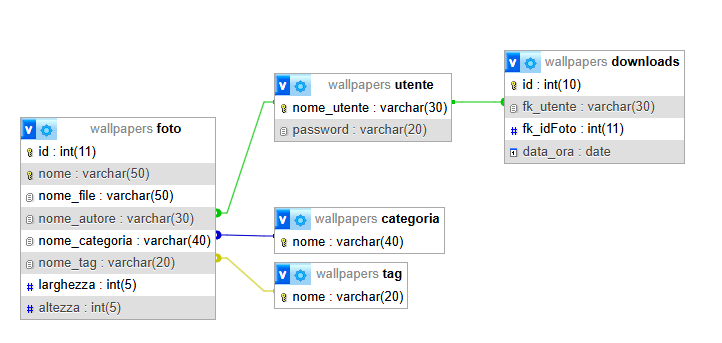 wallpapers foto
id : int(11)
nome : varchar(50)
nome_file : varchar(50)
nome_autore : varchar(30)
nome_categoria : varchar(40)
nome_tag : varchar(20)
larghezza : int(5)
altezza : int(5)
wallpapers utente
nome_utente : varchar(30)
password : varchar(20)
wallpapers categoria
nome : varchar(40)
wallpapers tag
nome : varchar(20)
wallpapers downloads
id : int(10)
fk_utente : varchar(30)
fk_idFoto : int(11)
data_ora : date